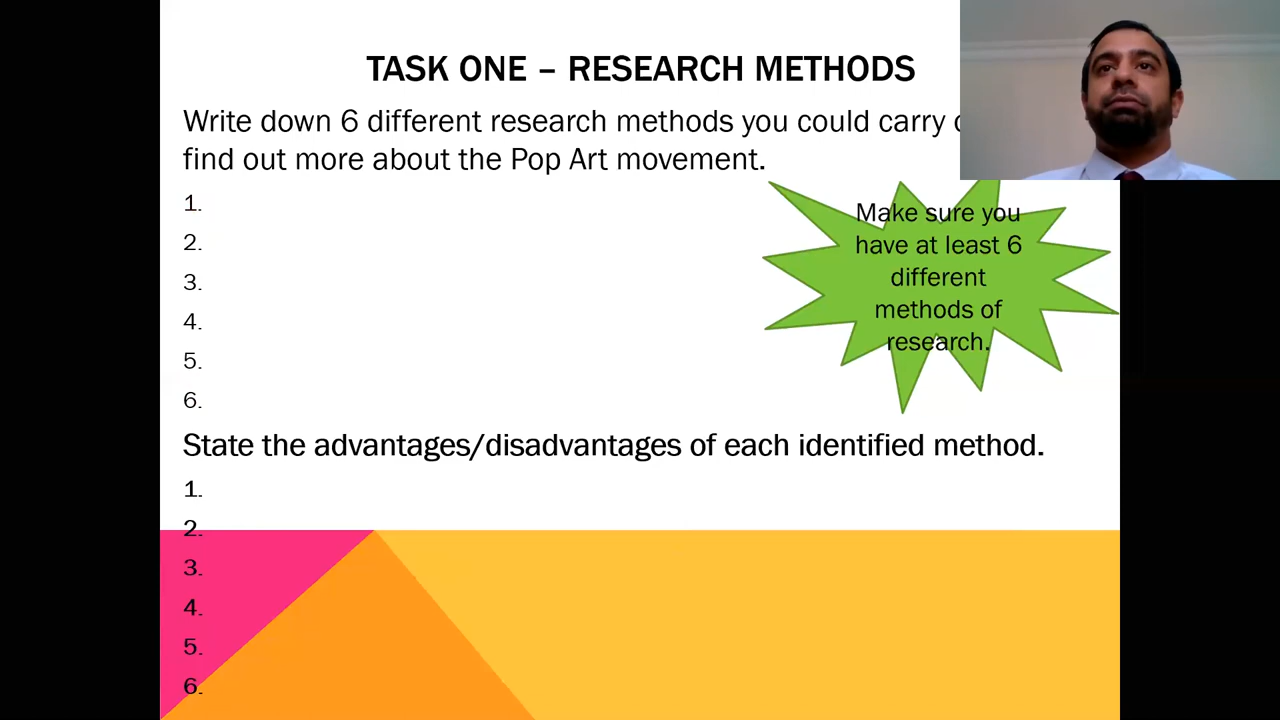 TASK ONE – RESEARCH METHODS
Write down 6 different research methods you could carry
find out more about the Pop Art movement.
1.
2.
3.
4.
5.
6.
Make sure you
have at least 6
different
methods of
research.
State the advantages/disadvantages of each identified method.
1.
2.
3.
4.
5.
6.